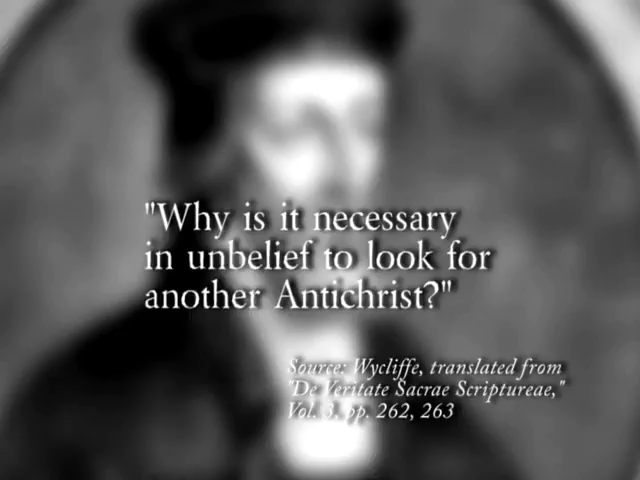 "Why is it necessary
in unbelief to look for
another Antichrist?"
Source: Wycliffe, translated from
"De Veritate Sacrae Scriptureae,"
Vol. 3, pp. 262, 263